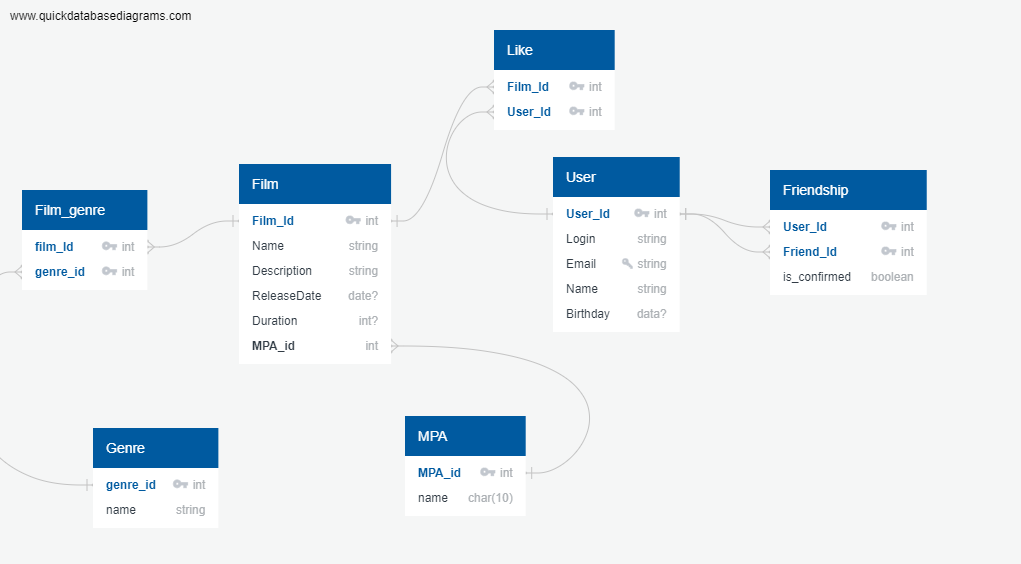 www.quickdatabasediagrams.com
Like
Film_Id int
User_Id int
Film
Film_Id int
Name string
Description string
ReleaseDate date?
Duration int?
MPA_id int
User
User_Id int
Login string
Email string
Name string
Birthday data?
Friendship
User_Id int
Friend_Id int
is_confirmed boolean
Film_genre
film_Id int
genre_id int
Genre
genre_id int
name string
MPA
MPA_id int
name char(10)